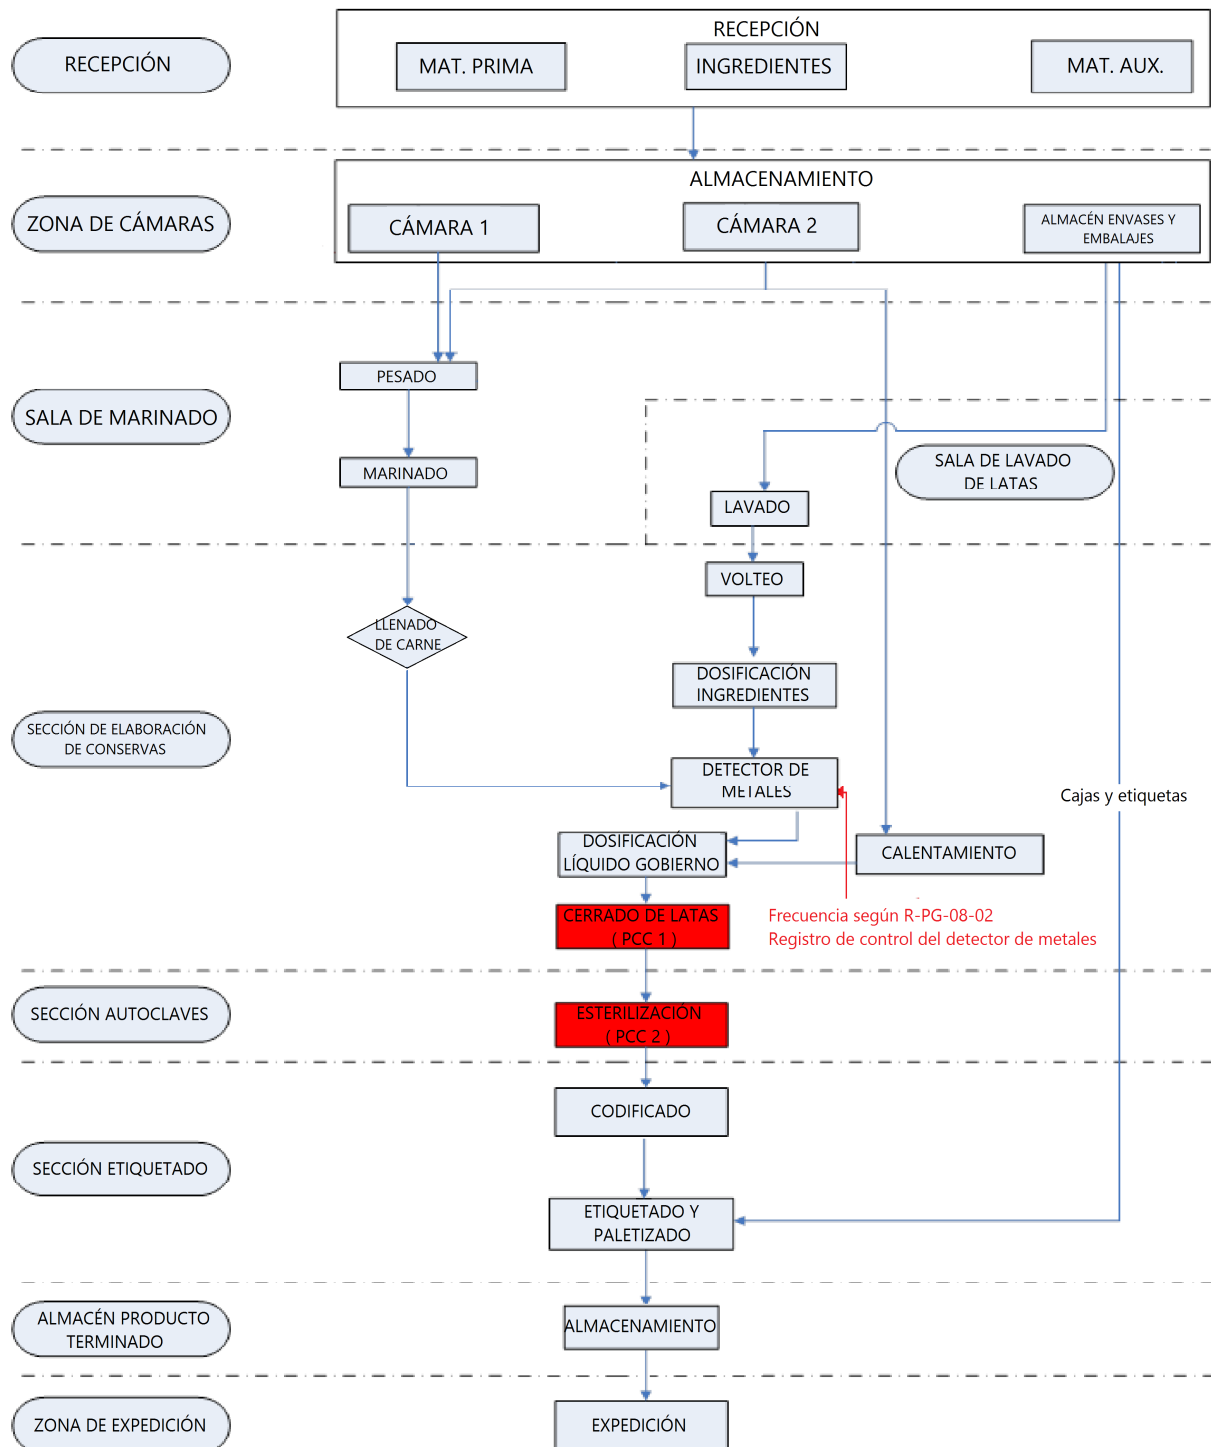 RECEPCIÓN
RECEPCIÓN
MAT. PRIMA
INGREDIENTES
MAT. AUX.
ZONA DE CÁMARAS
ALMACENAMIENTO
CÁMARA 1
CÁMARA 2
ALMACÉN ENVASES Y
EMBALAJES
SALA DE MARINADO
PESADO
MARINADO
SALA DE LAVADO
DE LATAS
LAVADO
SECCIÓN DE ELABORACIÓN
DE CONSERVAS
VOLTEO
LLENADO
DE CARNE
DOSIFICACIÓN
INGREDIENTES
DETECTOR DE
METALES
Cajas y etiquetas
DOSIFICACIÓN
LÍQUIDO GOBIERNO
CALENTAMIENTO
CERRADO DE LATAS
( PCC 1 )
Frecuencia según R-PG-08-02
Registro de control del detector de metales
SECCIÓN AUTOCLAVES
ESTERILIZACIÓN
( PCC 2 )
SECCIÓN ETIQUETADO
CODIFICADO
ETIQUETADO Y
PALETIZADO
ALMACÉN PRODUCTO
TERMINADO
ALMACENAMIENTO
ZONA DE EXPEDICIÓN
EXPEDICIÓN